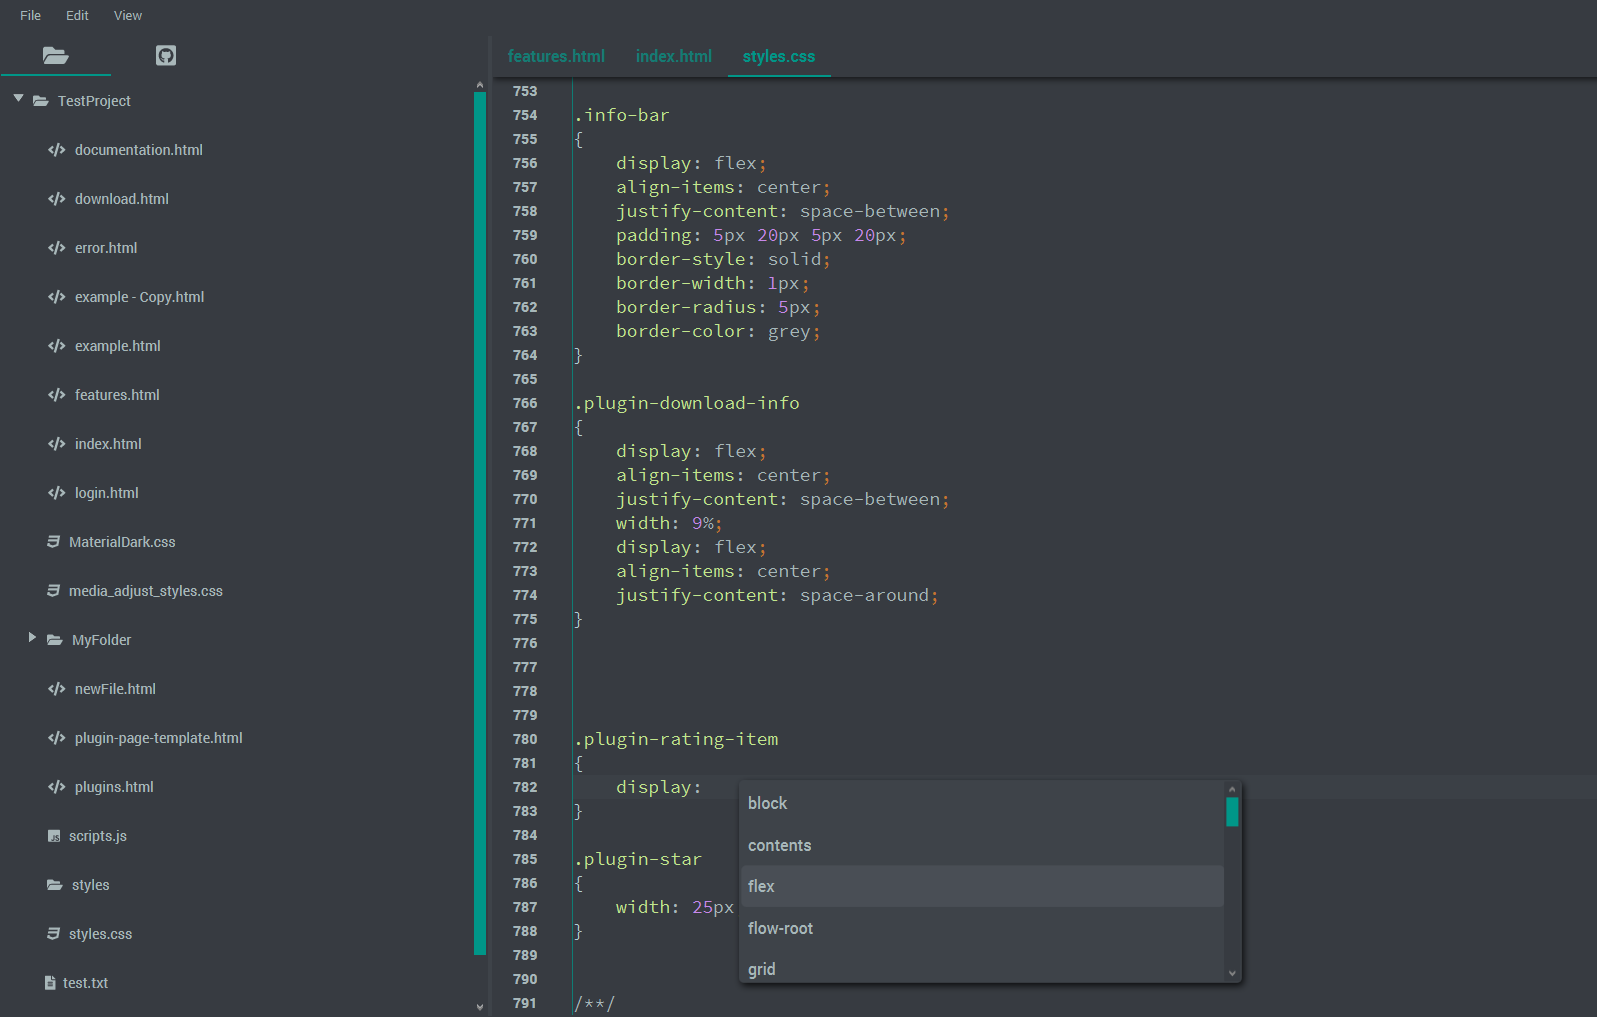 File Edit View
TestProject
documentation.html
download.html
error.html
example - Copy.html
example.html
features.html
index.html
login.html
MaterialDark.css
media_adjust_styles.css
MyFolder
newFile.html
plugin-page-template.html
plugins.html
scripts.js
styles
styles.css
test.txt
features.html index.html styles.css
753
754 .info-bar
755 {
756 display: flex;
757 align-items: center;
758 justify-content: space-between;
759 padding: 5px 20px 5px 20px;
760 border-style: solid;
761 border-width: 1px;
762 border-radius: 5px;
763 border-color: grey;
764 }
765
766 .plugin-download-info
767 {
768 display: flex;
769 align-items: center;
770 justify-content: space-between;
771 width: 9%;
772 display: flex;
773 align-items: center;
774 justify-content: space-around;
775 }
776
777
778
779
780 .plugin-rating-item
781 {
782 display:
783 }
784
785 .plugin-star
786 {
787 width: 25px
788 }
789
790
791 /**/
block
contents
flex
flow-root
grid